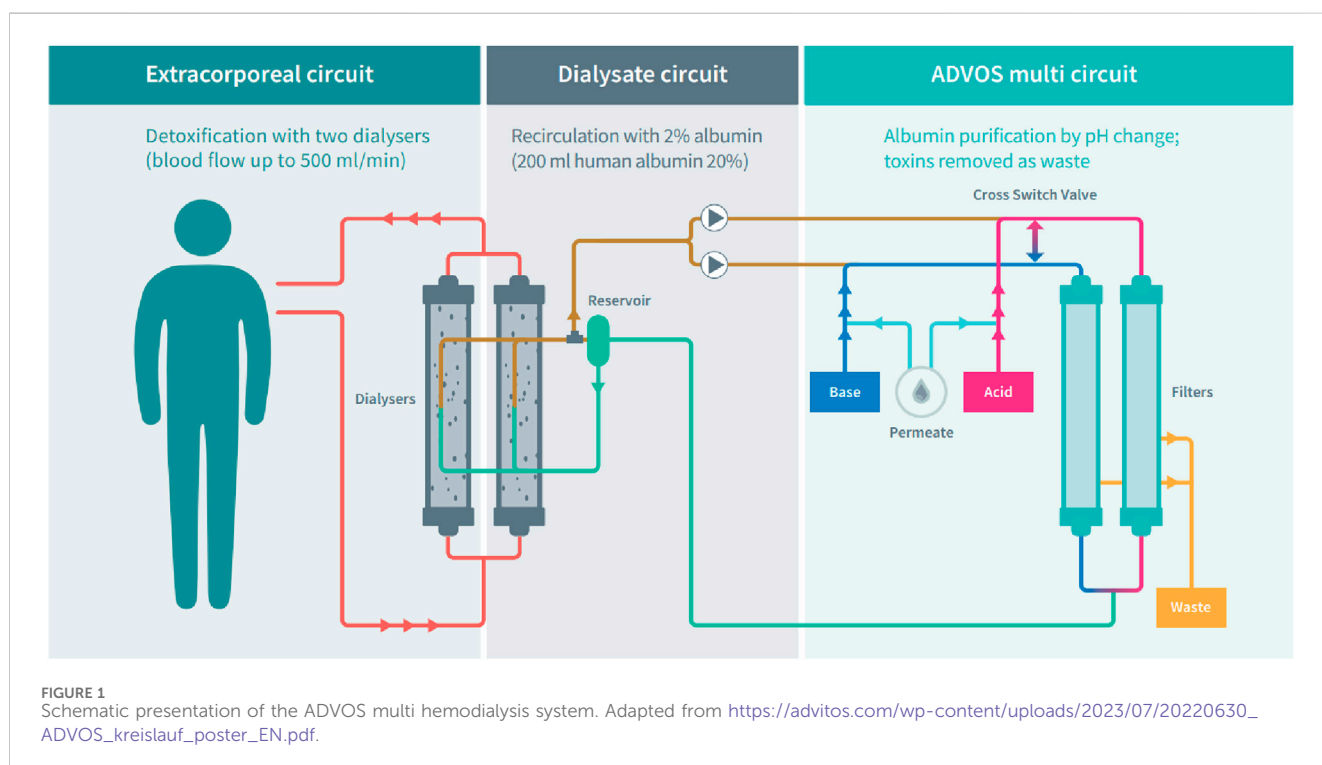 Extracorporeal circuit
Dialysate circuit
ADVOS multi circuit
Detoxification with two dialysers
(blood flow up to 500 ml/min)
Recirculation with 2% albumin
(200 ml human albumin 20%)
Albumin purification by pH change;
toxins removed as waste
Cross Switch Valve
Reservoir
Dialysers
Base
Acid
Filters
Permeate
Waste
FIGURE 1
Schematic presentation of the ADVOS multi hemodialysis system. Adapted from https://advitos.com/wp-content/uploads/2023/07/20220630_
ADVOS_kreislauf_poster_EN.pdf.